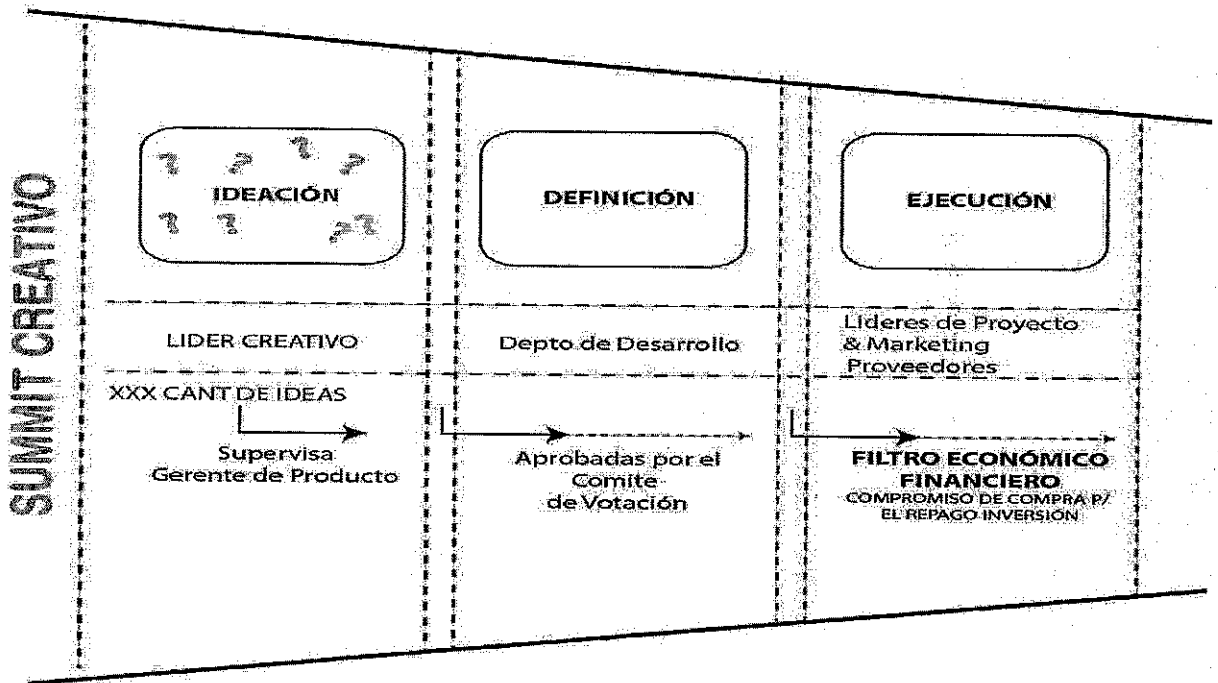 SUMMIT CREATIVO
IDEACIÓN
DEFINICIÓN
EJECUCIÓN
LIDER CREATIVO
Depto de Desarrollo
Lideres de Proyecto
& Marketing
Proveedores
XXX CANT DE IDEAS
Supervisa
Gerente de Producto
Aprobadas por el
Comite
de Votación
FILTRO ECONÓMICO
FINANCIERO
COMPROMISO DE COMPRA P/
EL REPAGO INVERSIÓN